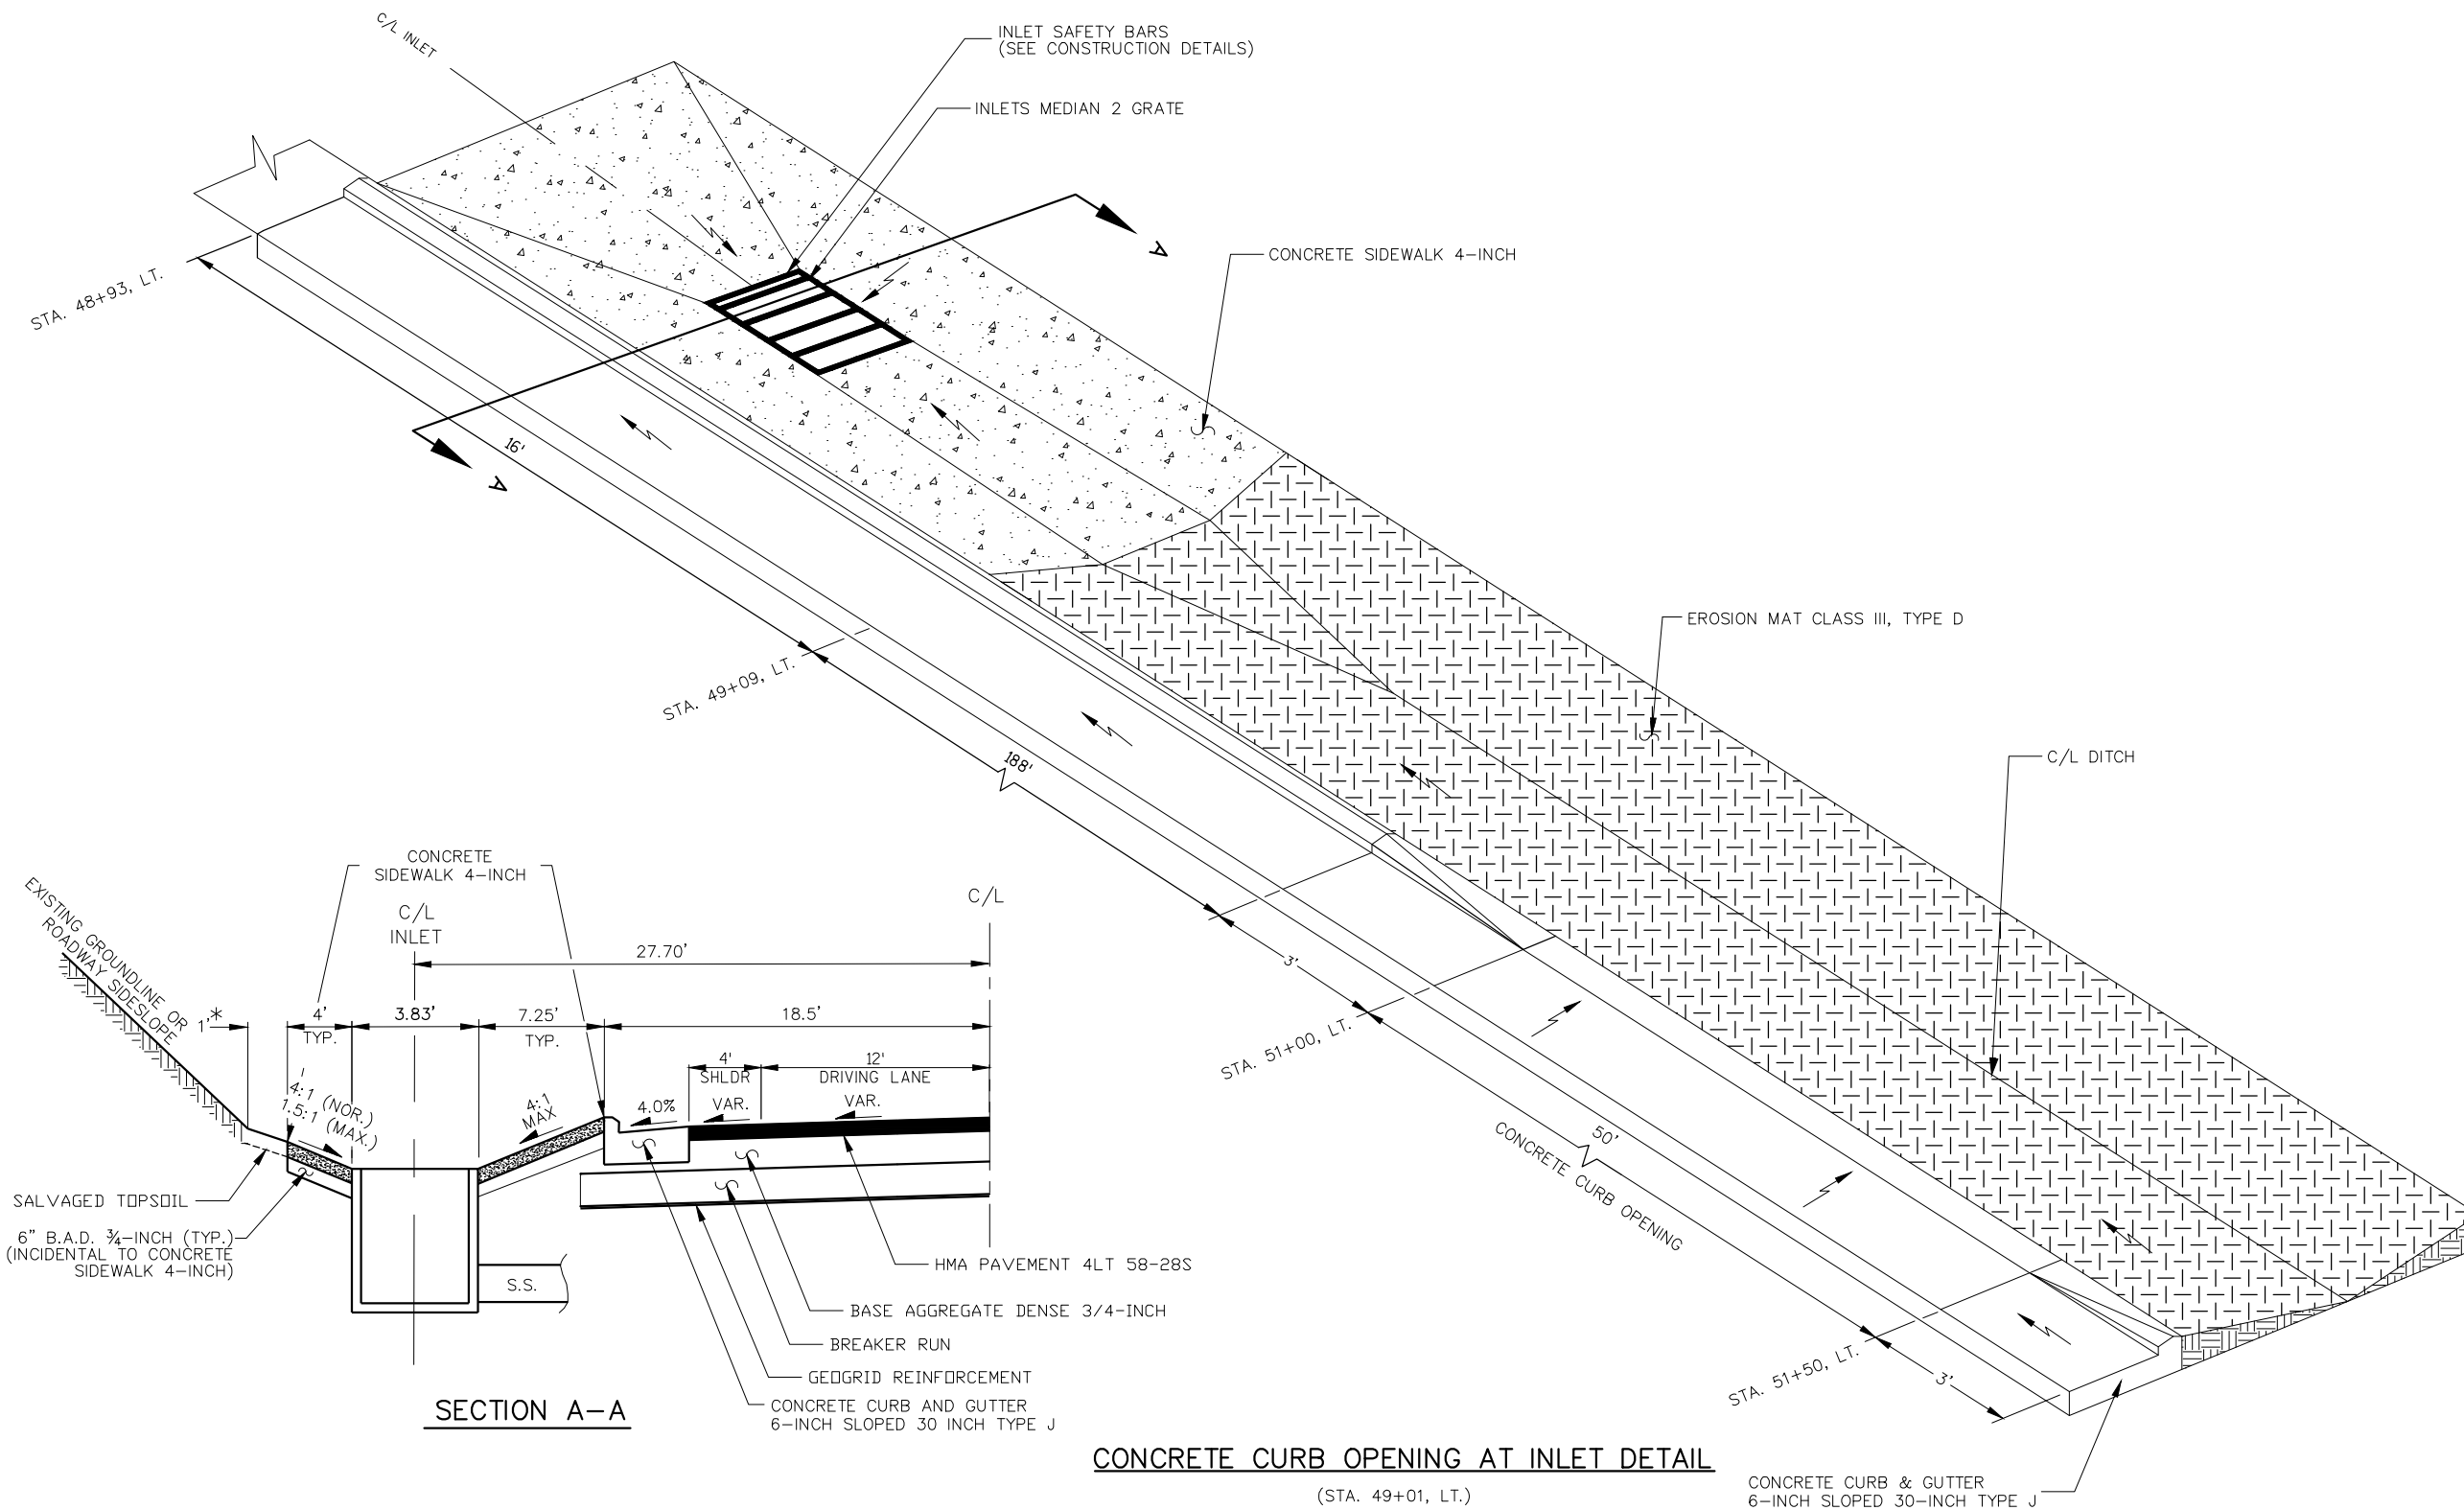 C/L INLET
INLET SAFETY BARS
(SEE CONSTRUCTION DETAILS)
INLETS MEDIAN 2 GRATE
A
CONCRETE SIDEWALK 4-INCH
STA. 48+93, LT.
16'
A
EROSION MAT CLASS III, TYPE D
STA. 49+09, LT.
188'
C/L DITCH
3'
STA. 51+00, LT.
50'
CONCRETE CURB OPENING
STA. 51+50, LT.
3'
CONCRETE CURB & GUTTER
6-INCH SLOPED 30-INCH TYPE J
CONCRETE CURB OPENING AT INLET DETAIL
(STA. 49+01, LT.)
CONCRETE
SIDEWALK 4-INCH
C/L
INLET
C/L
27.70'
EXISTING GROUNDLINE OR
ROADWAY SIDESLOPE
1'*
4'
TYP.
3.83'
7.25'
TYP.
18.5'
4'
SHLDR
12'
DRIVING LANE
4:1 (NOR.)
1.5:1 (MAX.)
4:1
MAX
4.0%
VAR.
VAR.
SALVAGED TOPSOIL
6" B.A.D. ¾-INCH (TYP.)
(INCIDENTAL TO CONCRETE
SIDEWALK 4-INCH)
S.S.
HMA PAVEMENT 4LT 58-28S
BASE AGGREGATE DENSE 3/4-INCH
BREAKER RUN
GEOGRID REINFORCEMENT
CONCRETE CURB AND GUTTER
6-INCH SLOPED 30 INCH TYPE J
SECTION A-A